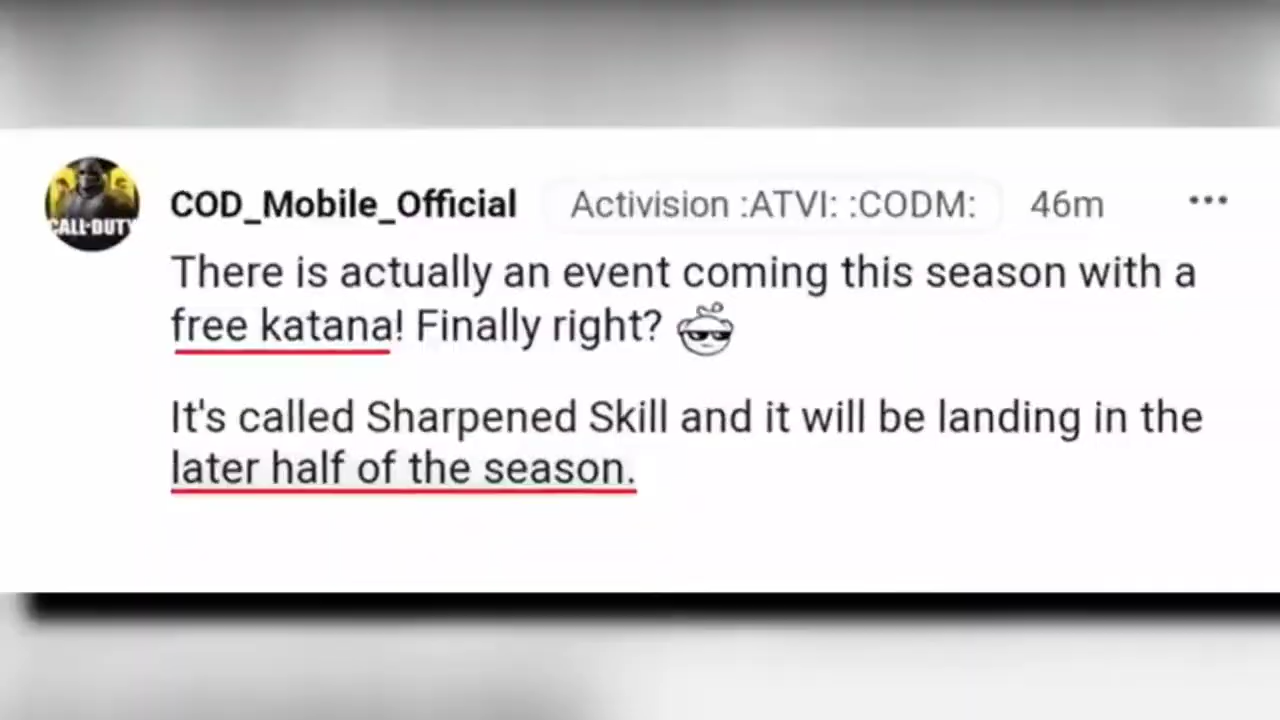 CALL·DUTY
COD_Mobile_Official Activision :ATVI: :CODM: 46m ···
There is actually an event coming this season with a
free katana! Finally right?
It's called Sharpened Skill and it will be landing in the
later half of the season.